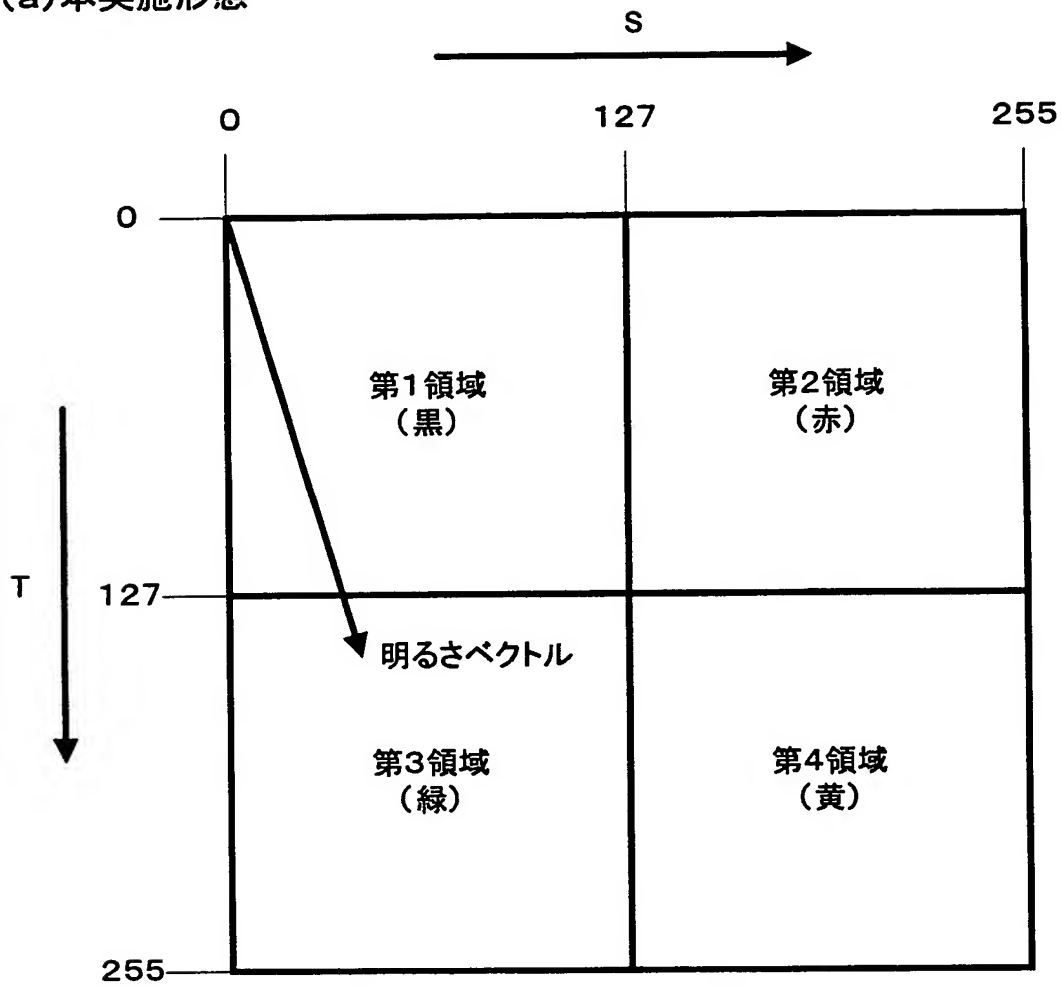 (a)本実施形態
S
0 127 255
0
第1領域
(黒)
第2領域
(赤)
T
127
明るさベクトル
第3領域
(緑)
第4領域
(黄)
255